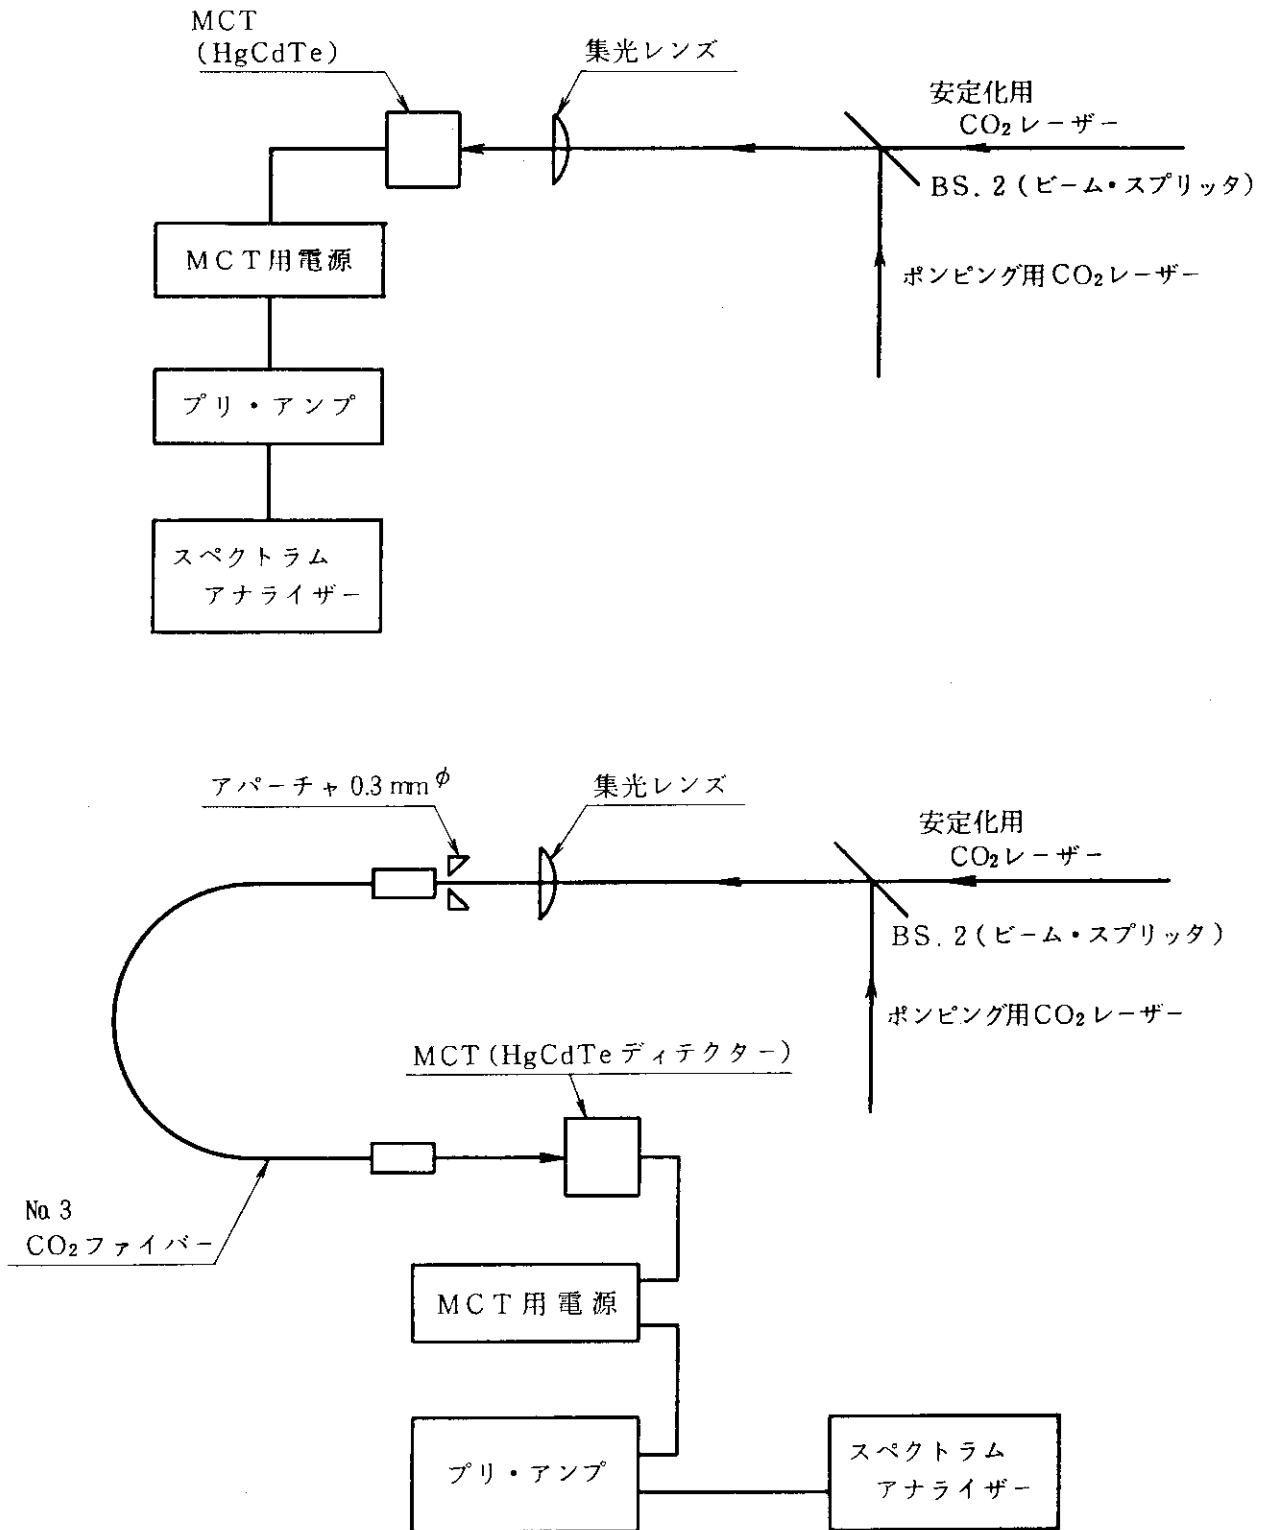 MCT
(HgCdTe)
集光レンズ
安定化用
CO₂レーザー
BS.2(ビーム・スプリッタ)
MCT用電源
ポンピング用CO₂レーザー
プリ・アンプ
スペクトラム
アナライザー
アパーチャ 0.3mmφ
集光レンズ
安定化用
CO₂レーザー
BS.2(ビーム・スプリッタ)
ポンピング用CO₂レーザー
MCT(HgCdTeディテクター)
No.3
CO₂ファイバー
MCT用電源
プリ・アンプ
スペクトラム
アナライザー